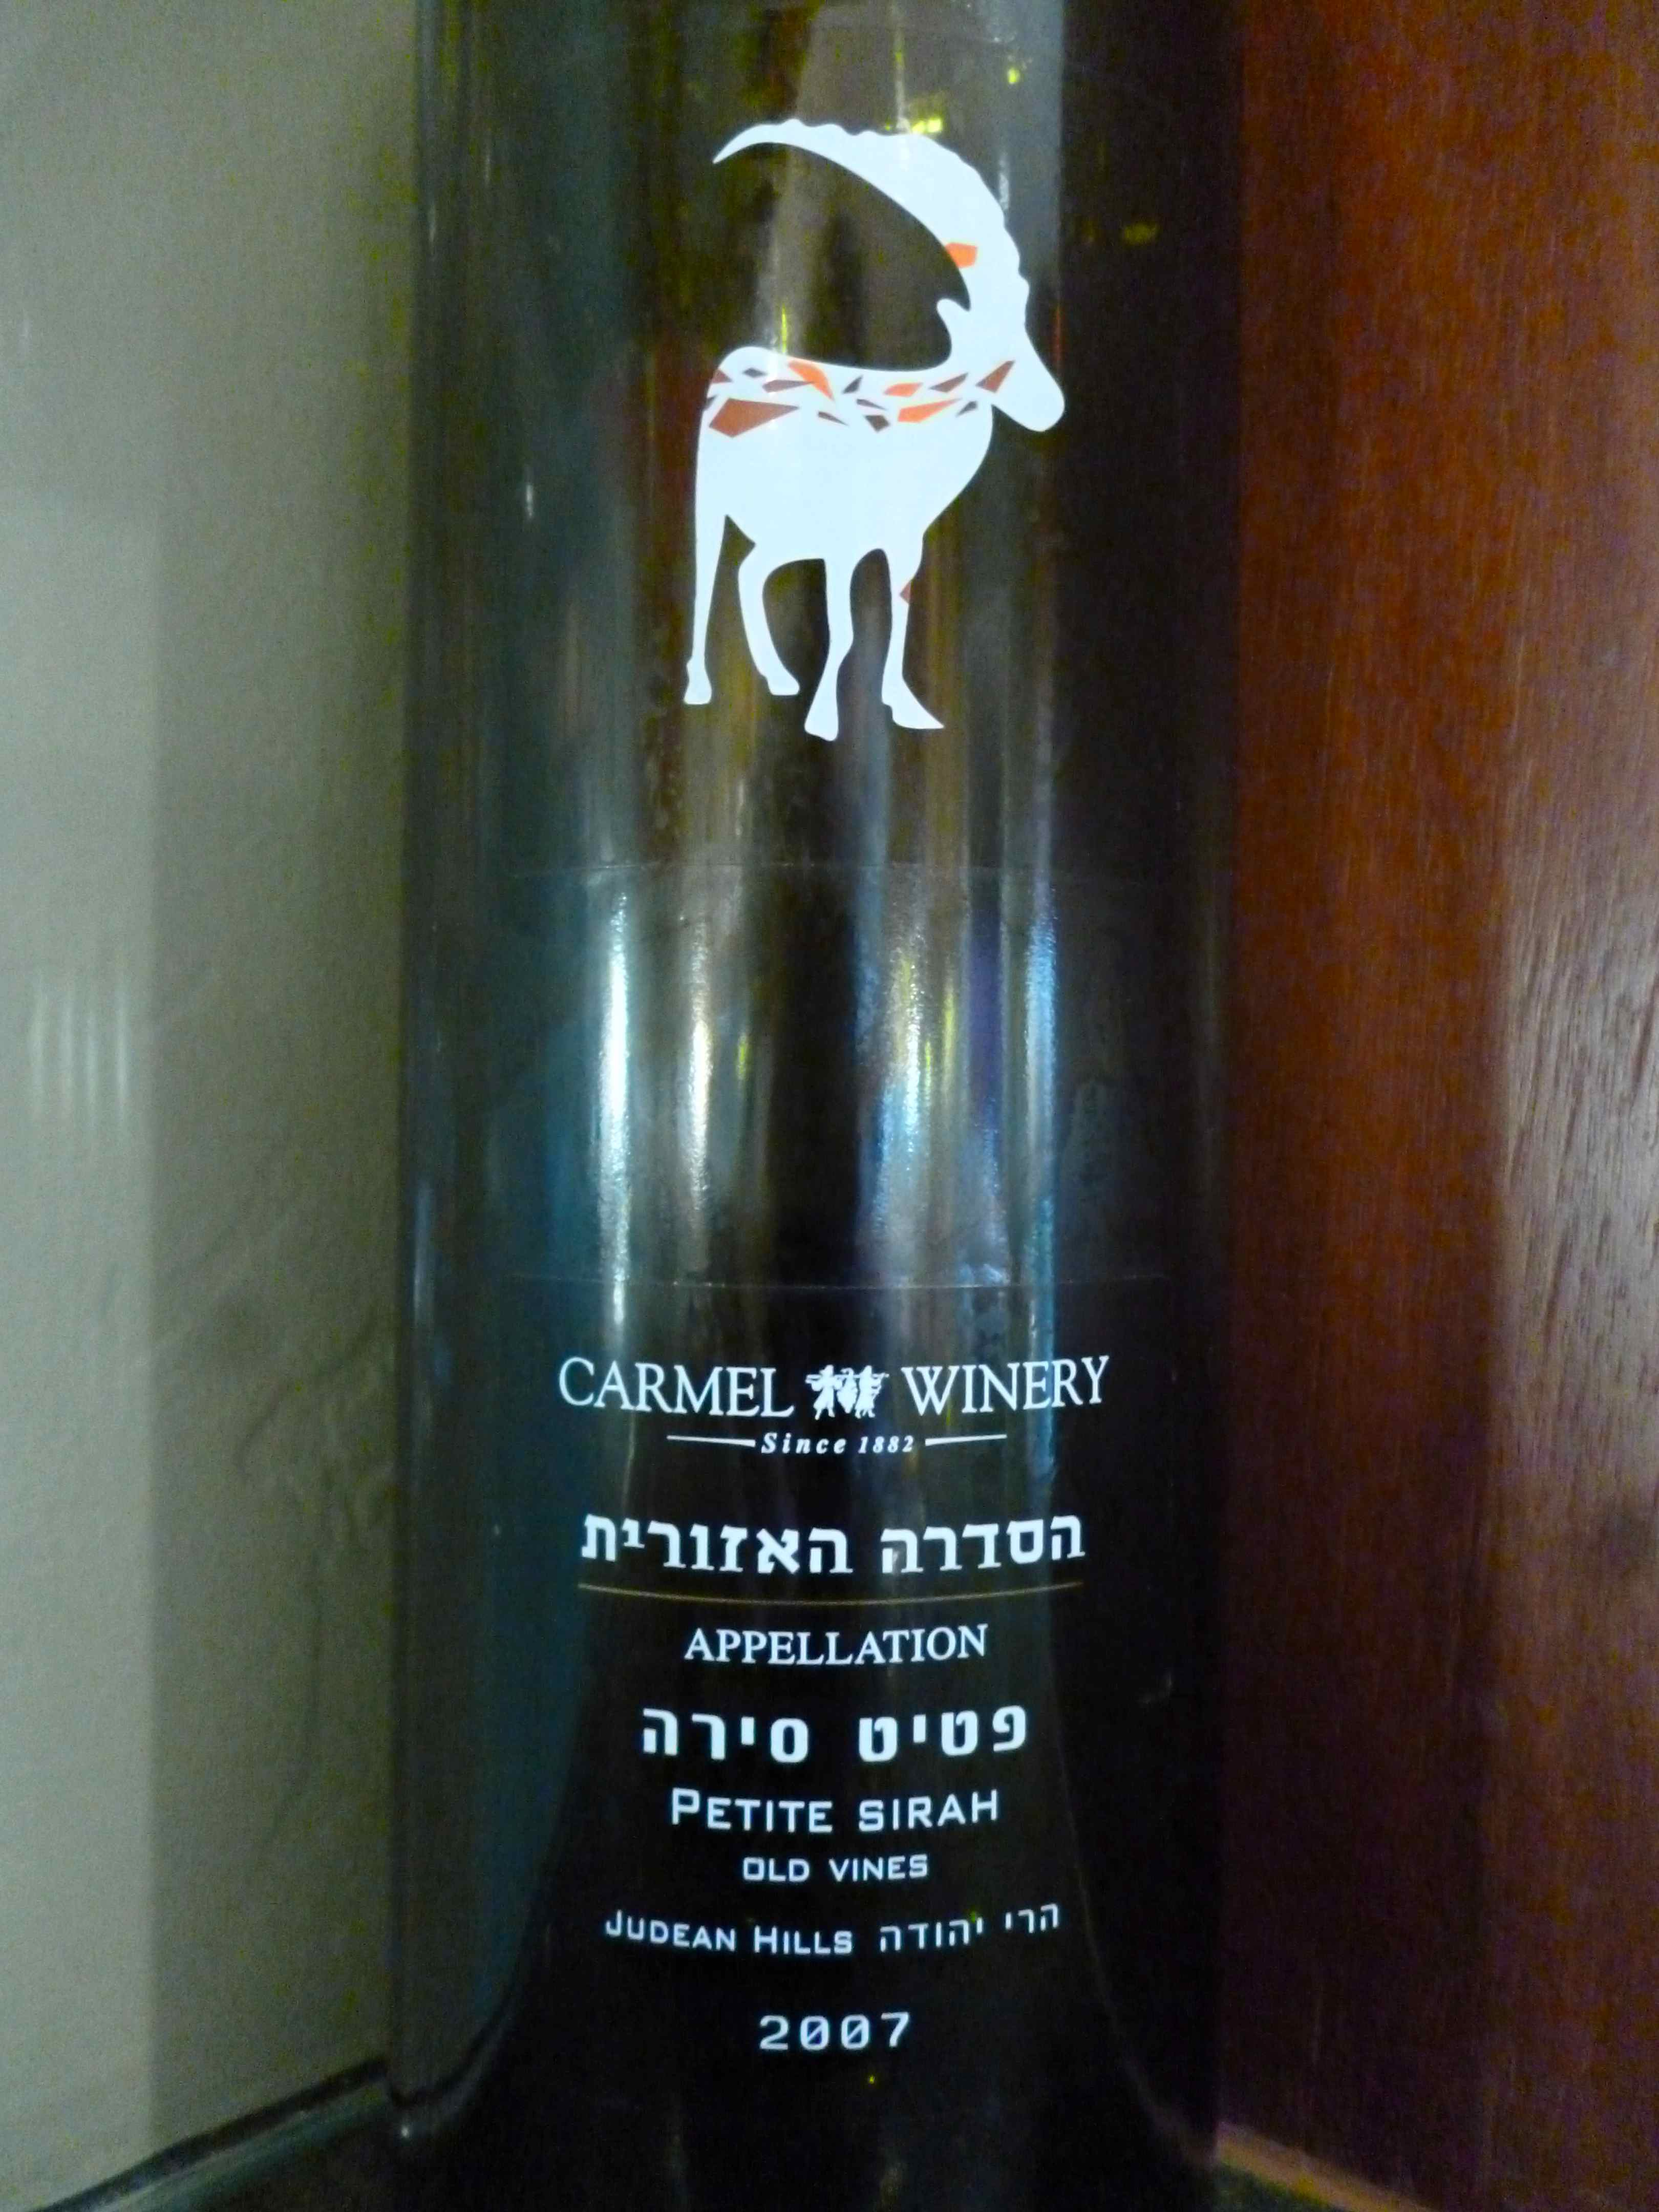 CARMEL WINERY
Since 1882
הסדרה האזורית
APPELLATION
פטיט סירה
PETITE SIRAH
OLD VINES
JUDEAN HILLS הרי יהודה
2007